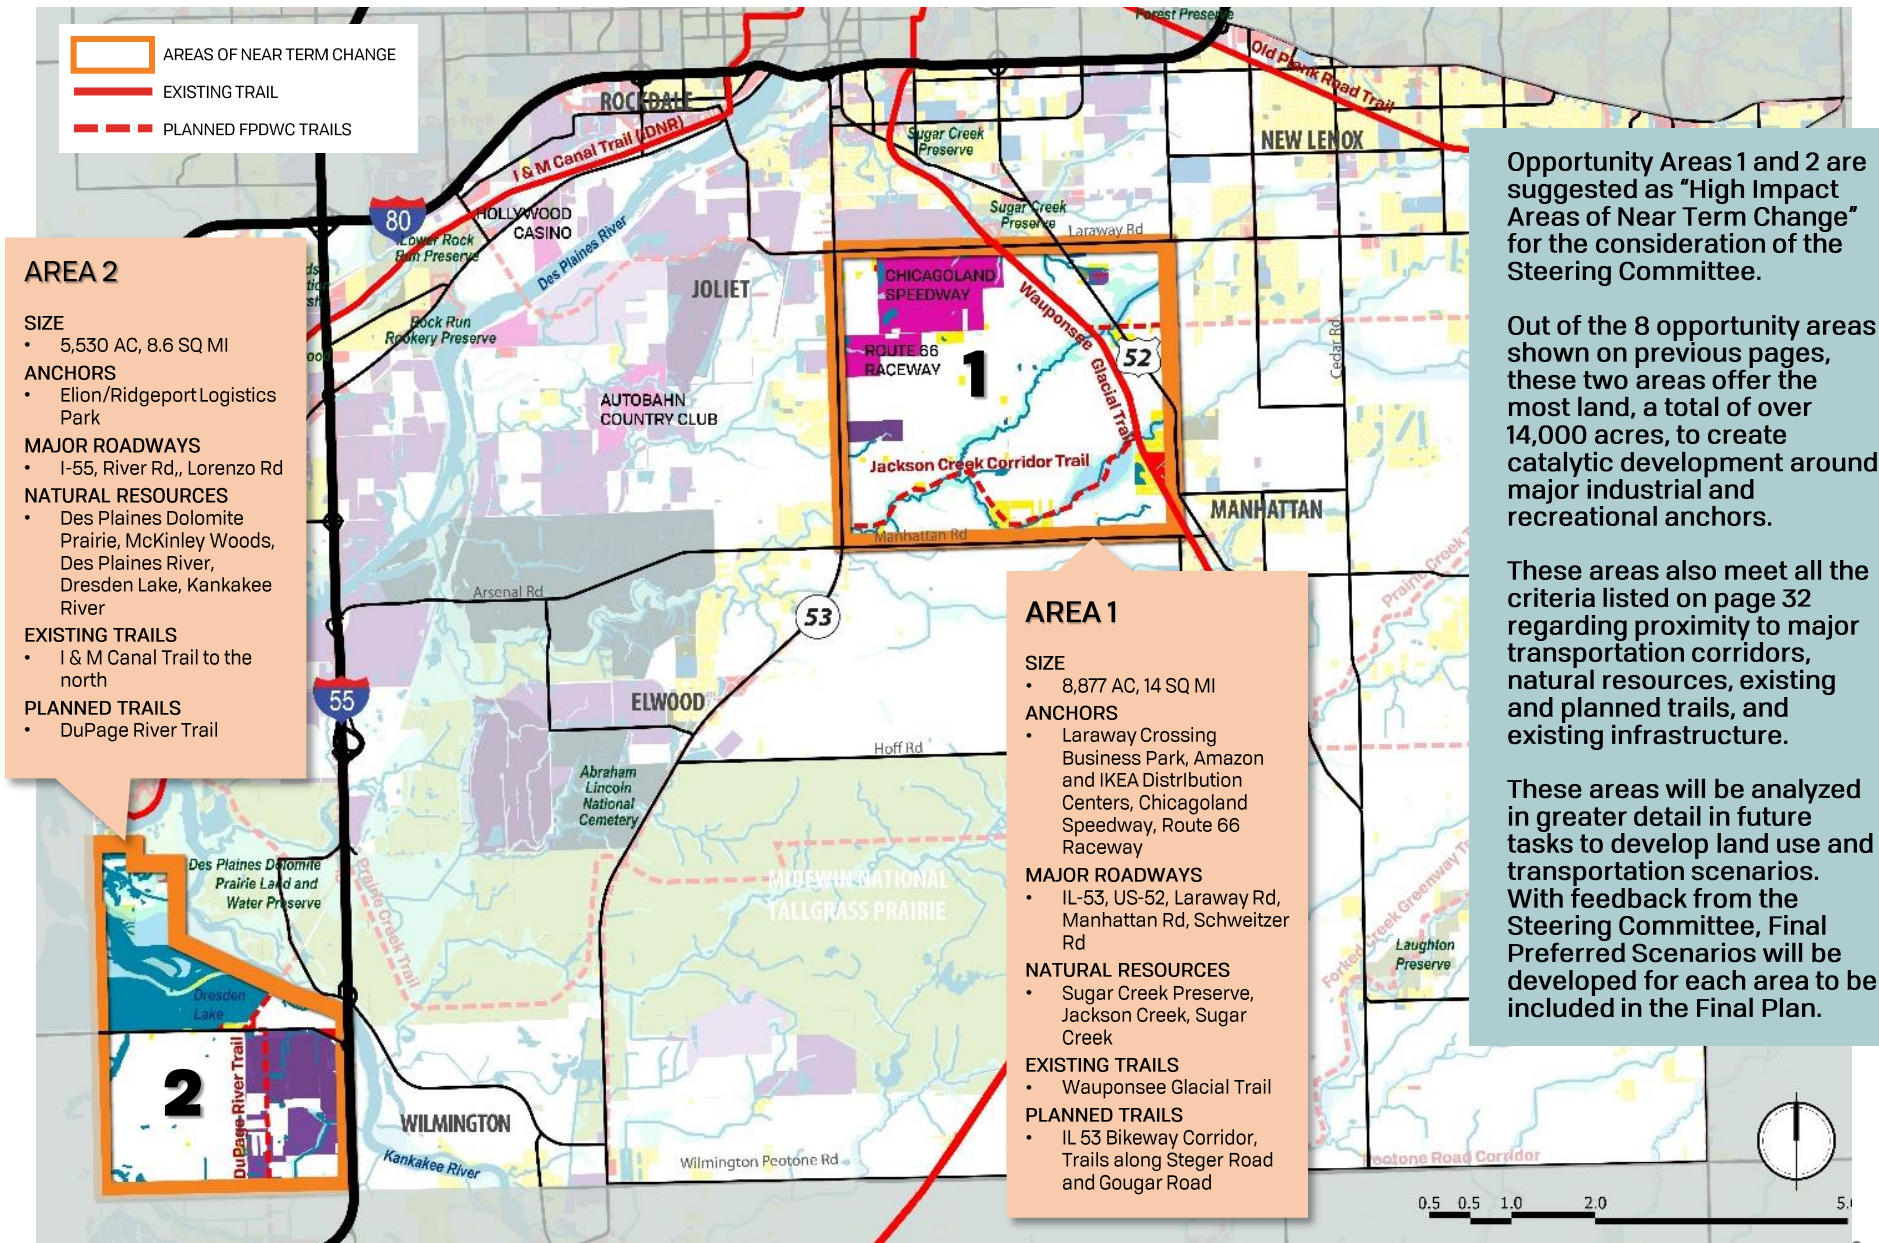 AREAS OF NEAR TERM CHANGE
EXISTING TRAIL
PLANNED FPDWC TRAILS
Forest Preserve
Old Plank Road Trail
ROCKDALE
I & M Canal Trail (IDNR)
Sugar Creek
Preserve
NEW LENOX
80
HOLLYWOOD
CASINO
Lower Rock
Run Preserve
Des Plaines River
Sugar Creek
Preserve
Laraway Rd
JOLIET
Rock Run
Rookery Preserve
CHICAGOLAND
SPEEDWAY
Wauponsee Glacial Trail
ROUTE 66
RACEWAY
1
52
Cedar Rd
AUTOBAHN
COUNTRY CLUB
Jackson Creek Corridor Trail
MANHATTAN
Manhattan Rd
Arsenal Rd
53
Prairie Creek
55
ELWOOD
Hoff Rd
Abraham
Lincoln
National
Cemetery
Des Plaines Dolomite
Prairie Land and
Water Preserve
Prairie Creek Trail
MIDEWIN NATIONAL
TALLGRASS PRAIRIE
Forked Creek Greenway
Laughton
Preserve
Dresden
Lake
2
DuPage River Trail
WILMINGTON
Kankakee River
Wilmington Peotone Rd
Peotone Road Corridor
0.5 0.5 1.0 2.0
AREA 2
SIZE
• 5,530 AC, 8.6 SQ MI
ANCHORS
• Elion/Ridgeport Logistics
Park
MAJOR ROADWAYS
• I-55, River Rd,, Lorenzo Rd
NATURAL RESOURCES
• Des Plaines Dolomite
Prairie, McKinley Woods,
Des Plaines River,
Dresden Lake, Kankakee
River
EXISTING TRAILS
• I & M Canal Trail to the
north
PLANNED TRAILS
• DuPage River Trail
AREA 1
SIZE
• 8,877 AC, 14 SQ MI
ANCHORS
• Laraway Crossing
Business Park, Amazon
and IKEA DistrIbution
Centers, Chicagoland
Speedway, Route 66
Raceway
MAJOR ROADWAYS
• IL-53, US-52, Laraway Rd,
Manhattan Rd, Schweitzer
Rd
NATURAL RESOURCES
• Sugar Creek Preserve,
Jackson Creek, Sugar
Creek
EXISTING TRAILS
• Wauponsee Glacial Trail
PLANNED TRAILS
• IL 53 Bikeway Corridor,
Trails along Steger Road
and Gougar Road
Opportunity Areas 1 and 2 are
suggested as “High Impact
Areas of Near Term Change”
for the consideration of the
Steering Committee.
Out of the 8 opportunity areas
shown on previous pages,
these two areas offer the
most land, a total of over
14,000 acres, to create
catalytic development around
major industrial and
recreational anchors.
These areas also meet all the
criteria listed on page 32
regarding proximity to major
transportation corridors,
natural resources, existing
and planned trails, and
existing infrastructure.
These areas will be analyzed
in greater detail in future
tasks to develop land use and
transportation scenarios.
With feedback from the
Steering Committee, Final
Preferred Scenarios will be
developed for each area to be
included in the Final Plan.